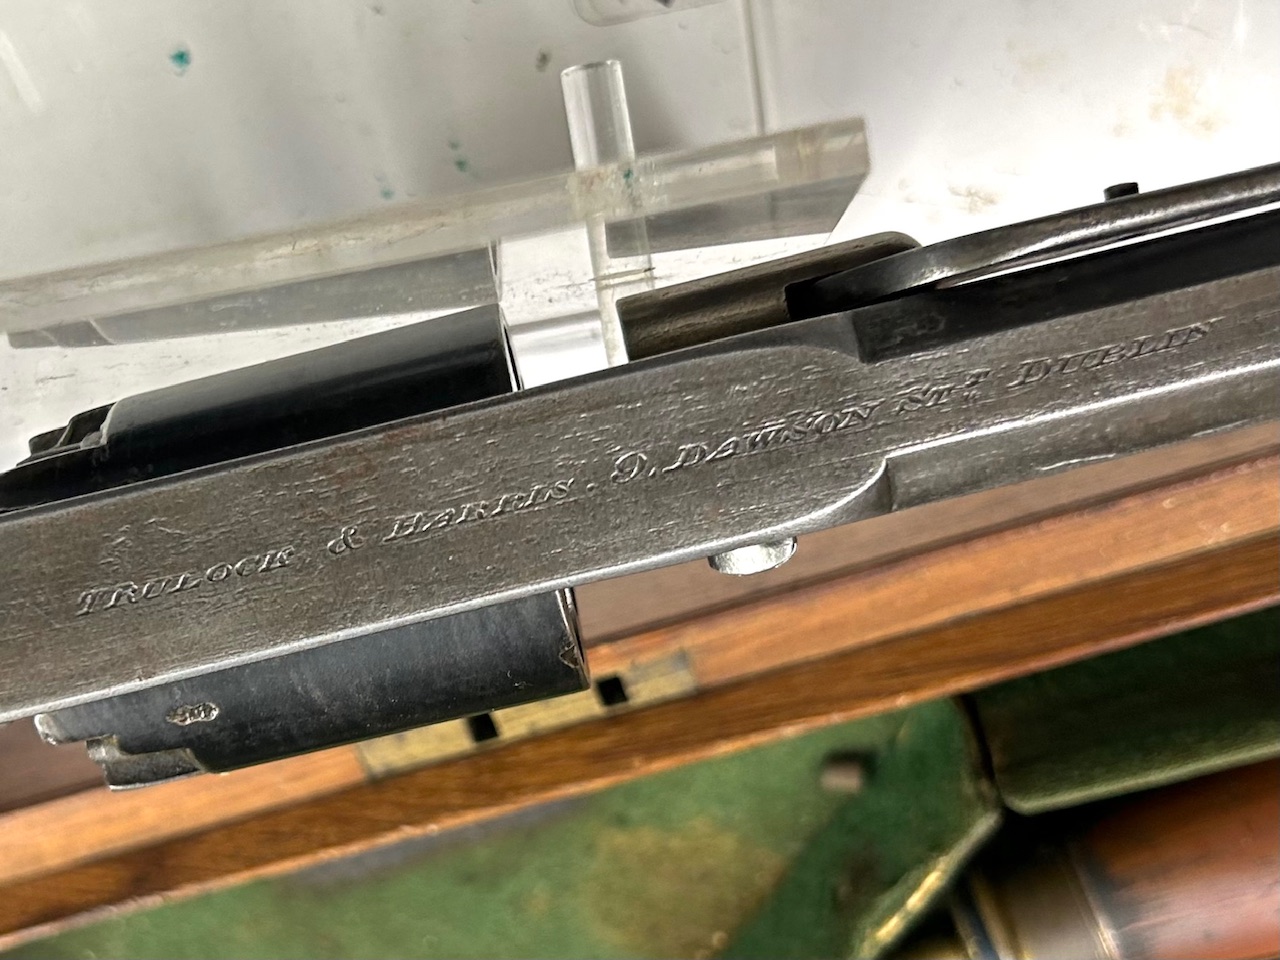 TRULOCK & HARRIS. 9. DAWSON ST., DUBLIN